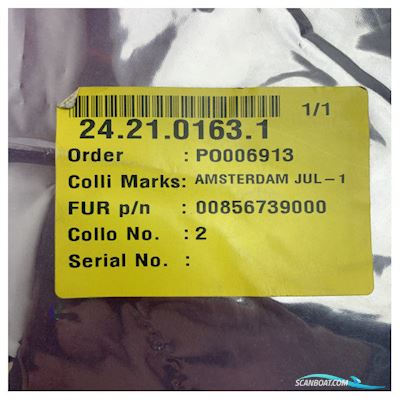 1/1
24.21.0163.1
Order : PO006913
Colli Marks: AMSTERDAM JUL-1
FUR p/n : 00856739000
Collo No. : 2
Serial No. :
SCANBOAT.COM